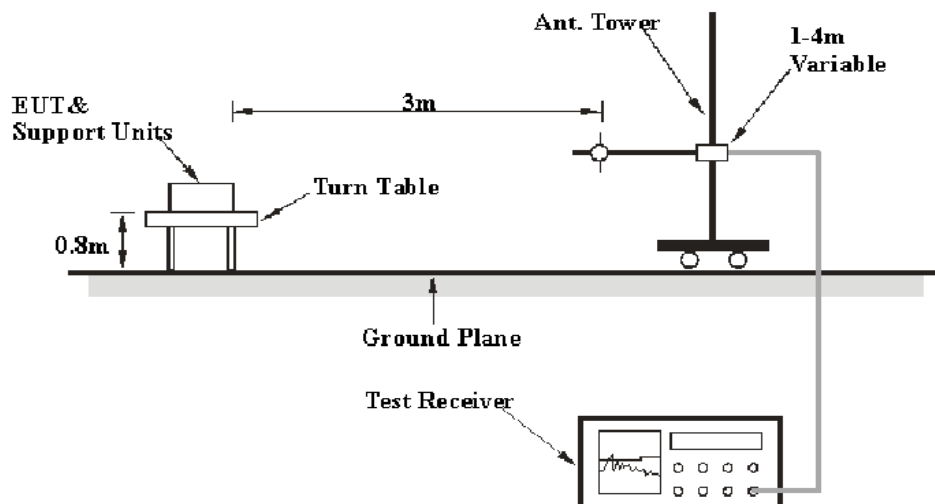 Ant. Tower
1-4m
Variable
3m
EUT&
Support Units
Turn Table
0.8m
Ground Plane
Test Receiver